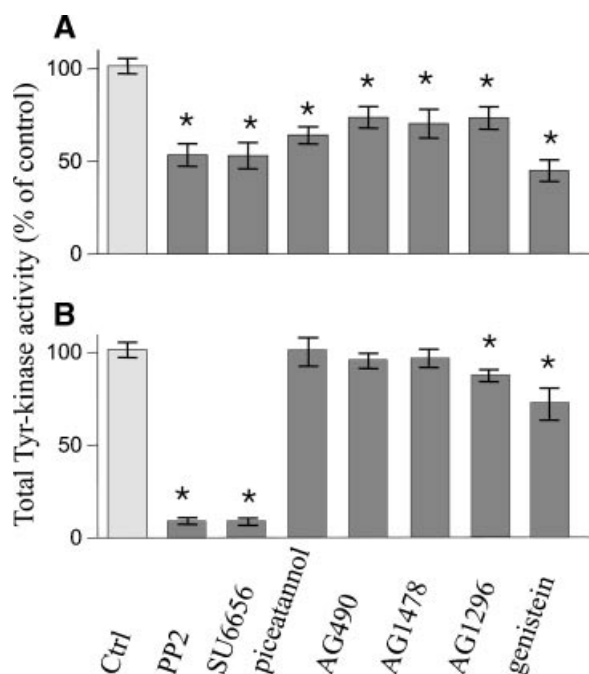 A
Total Tyr-kinase activity (% of control)
100
*
*
*
*
*
*
*
50
0
B
100
*
*
*
*
50
0
Ctrl
PP2
SU6656
piceatannol
AG490
AG1478
AG1296
genistein